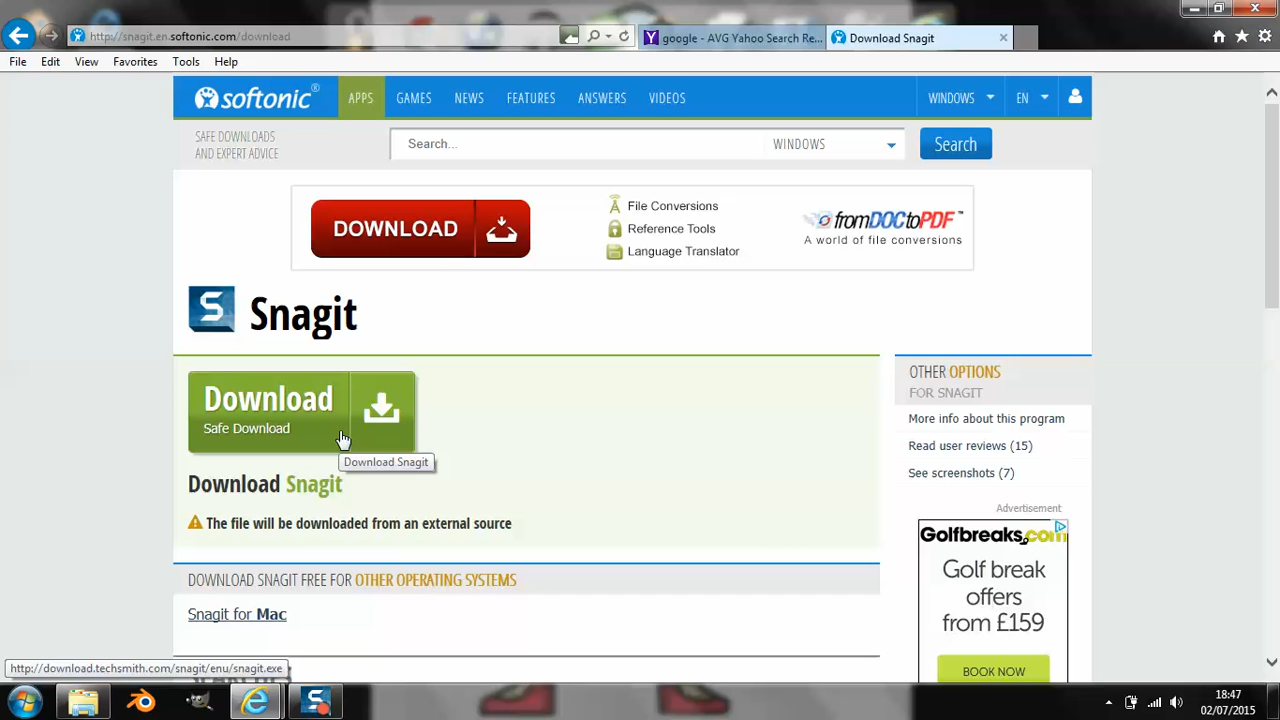 http://snagit.en.softonic.com/download
google - AVG Yahoo Search Re...
Download Snagit
File Edit View Favorites Tools Help
softonic®
APPS GAMES NEWS FEATURES ANSWERS VIDEOS
WINDOWS EN
SAFE DOWNLOADS
AND EXPERT ADVICE
Search... WINDOWS
Search
DOWNLOAD
File Conversions
Reference Tools
Language Translator
fromDOCtoPDF™
A world of file conversions
S
Snagit
Download
Safe Download
Download Snagit
Download Snagit
The file will be downloaded from an external source
OTHER OPTIONS
FOR SNAGIT
More info about this program
Read user reviews (15)
See screenshots (7)
Advertisement
Golfbreaks.com
Golf break
offers
from £159
BOOK NOW
DOWNLOAD SNAGIT FREE FOR OTHER OPERATING SYSTEMS
Snagit for Mac
http://download.techsmith.com/snagit/enu/snagit.exe
18:47
02/07/2015